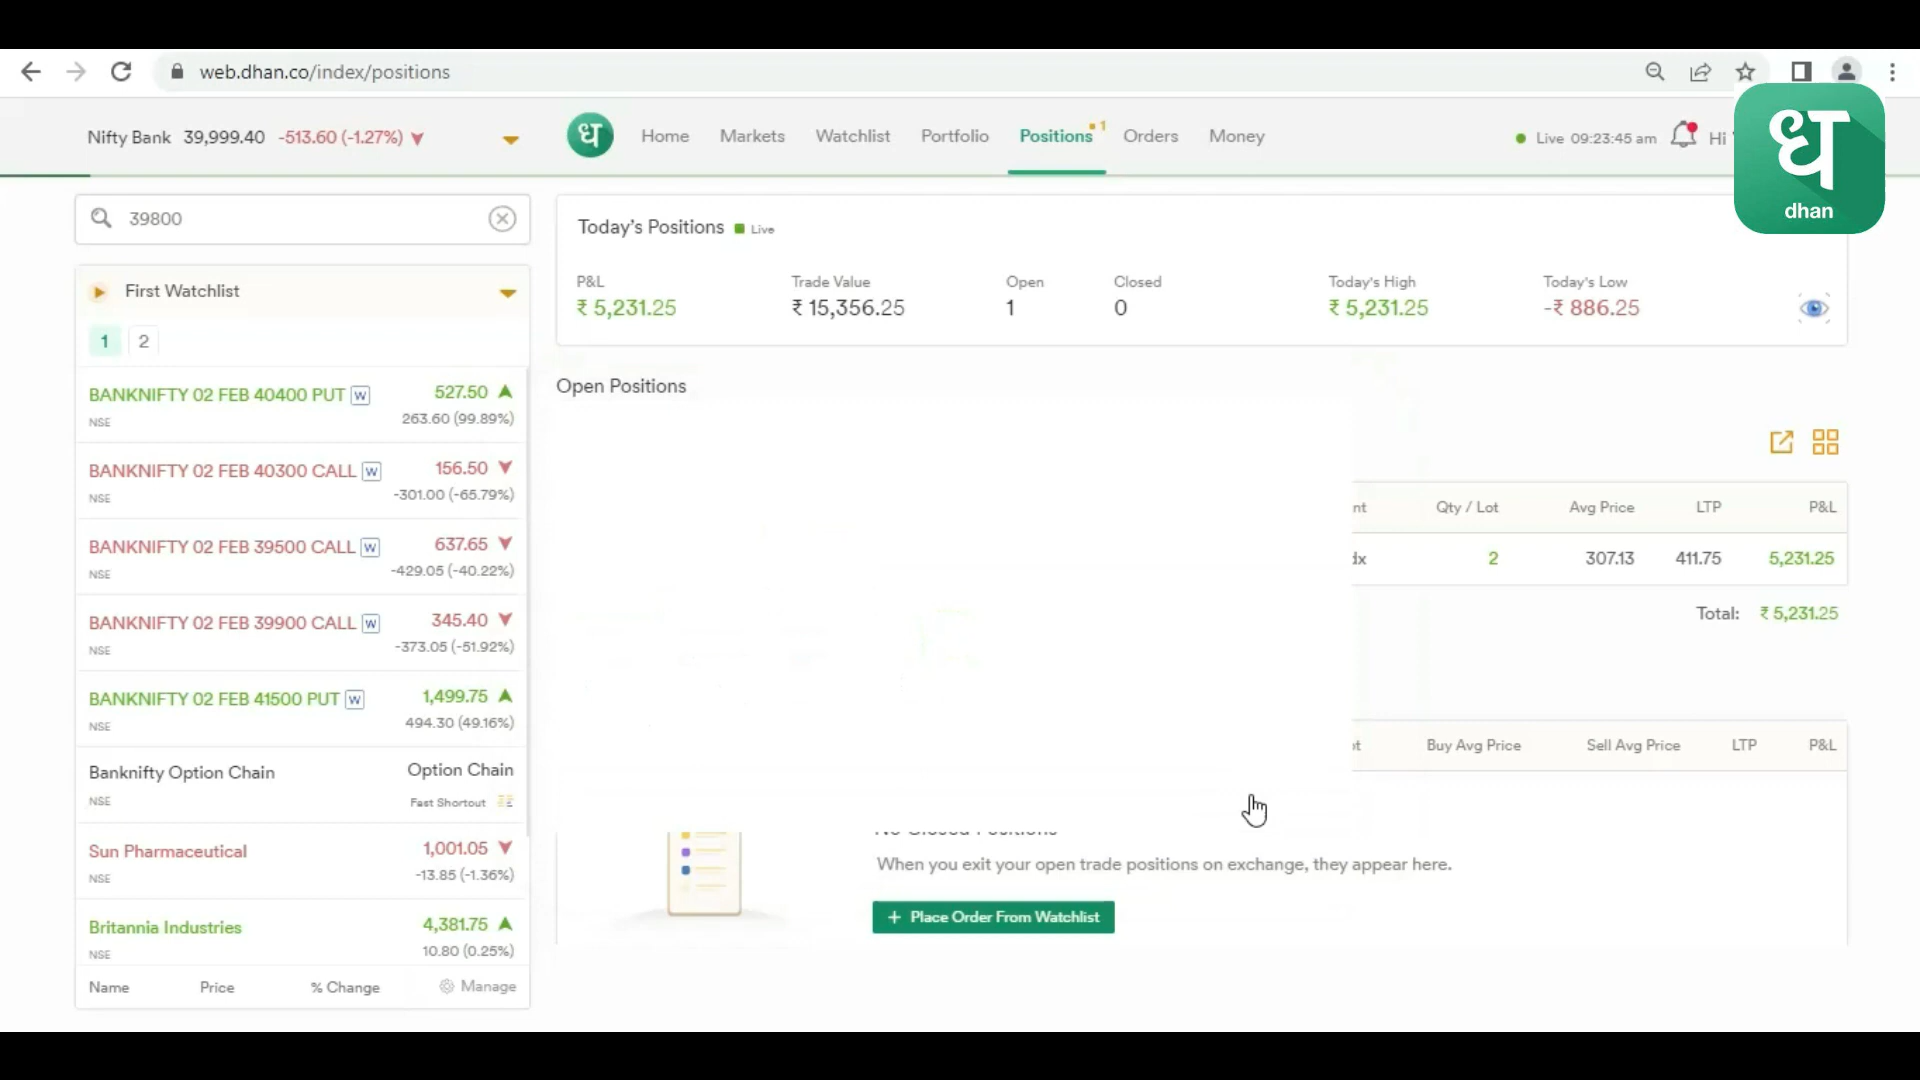 web.dhan.co/index/positions
Nifty Bank 39,999.40 -513.60 (-1.27%)
ध
Home Markets Watchlist Portfolio Positions 1 Orders Money
Live 09:23:45 am
Hi
ध
dhan
39800
First Watchlist
1 2
BANKNIFTY 02 FEB 40400 PUT W 527.50
NSE 263.60 (99.89%)
BANKNIFTY 02 FEB 40300 CALL W 156.50
NSE -301.00 (-65.79%)
BANKNIFTY 02 FEB 39500 CALL W 637.65
NSE -429.05 (-40.22%)
BANKNIFTY 02 FEB 39900 CALL W 345.40
NSE -373.05 (-51.92%)
BANKNIFTY 02 FEB 41500 PUT W 1,499.75
NSE 494.30 (49.16%)
Banknifty Option Chain Option Chain
NSE Fast Shortout
Sun Pharmaceutical 1,001.05
NSE -13.85 (-1.36%)
Britannia Industries 4,381.75
NSE 10.80 (0.25%)
Name Price % Change Manage
Today's Positions Live
P&L Trade Value Open Closed Today's High Today's Low
₹ 5,231.25 ₹ 15,356.25 1 0 ₹ 5,231.25 -₹ 886.25
Open Positions
nt Qty / Lot Avg Price LTP P&L
dx 2 307.13 411.75 5,231.25
Total: ₹ 5,231.25
Buy Avg Price Sell Avg Price LTP P&L
No Closed Positions
When you exit your open trade positions on exchange, they appear here.
+ Place Order From Watchlist